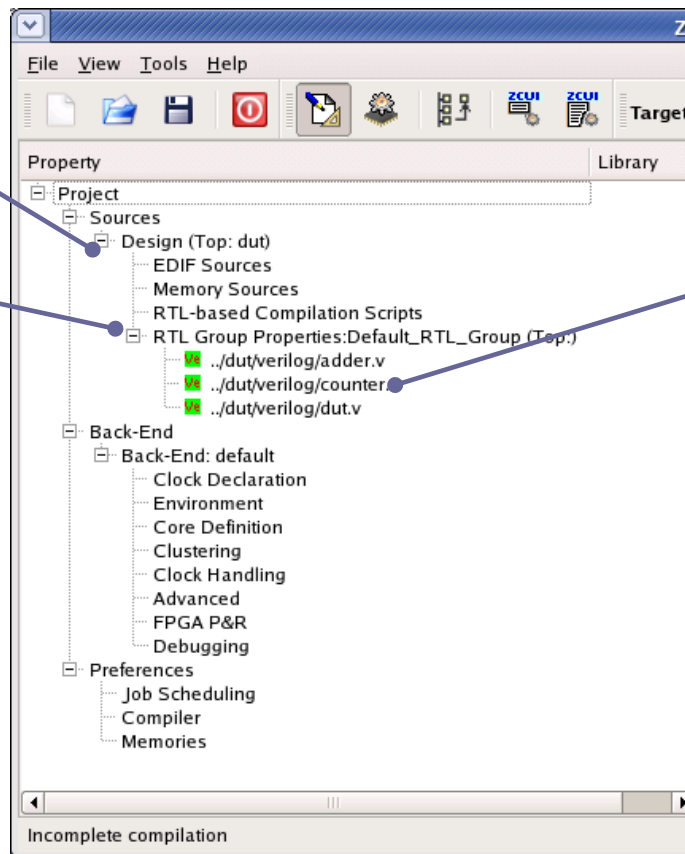 Z
File View Tools Help
ZCUI ZCUI Target
Property Library
Project
Sources
Design (Top: dut)
EDIF Sources
Memory Sources
RTL-based Compilation Scripts
RTL Group Properties:Default_RTL_Group (Top:)
Ve ../dut/verilog/adder.v
Ve ../dut/verilog/counter.
Ve ../dut/verilog/dut.v
Back-End
Back-End: default
Clock Declaration
Environment
Core Definition
Clustering
Clock Handling
Advanced
FPGA P&R
Debugging
Preferences
Job Scheduling
Compiler
Memories
Incomplete compilation